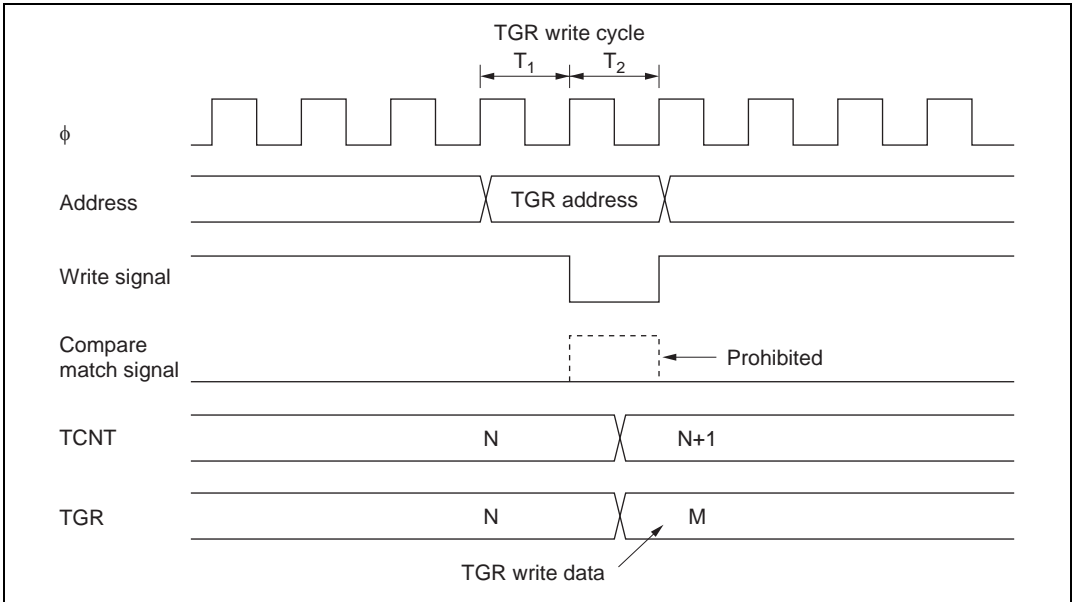 TGR write cycle
T1 T2
ϕ
Address
TGR address
Write signal
Compare
match signal
Prohibited
TCNT
N
N+1
TGR
N
M
TGR write data